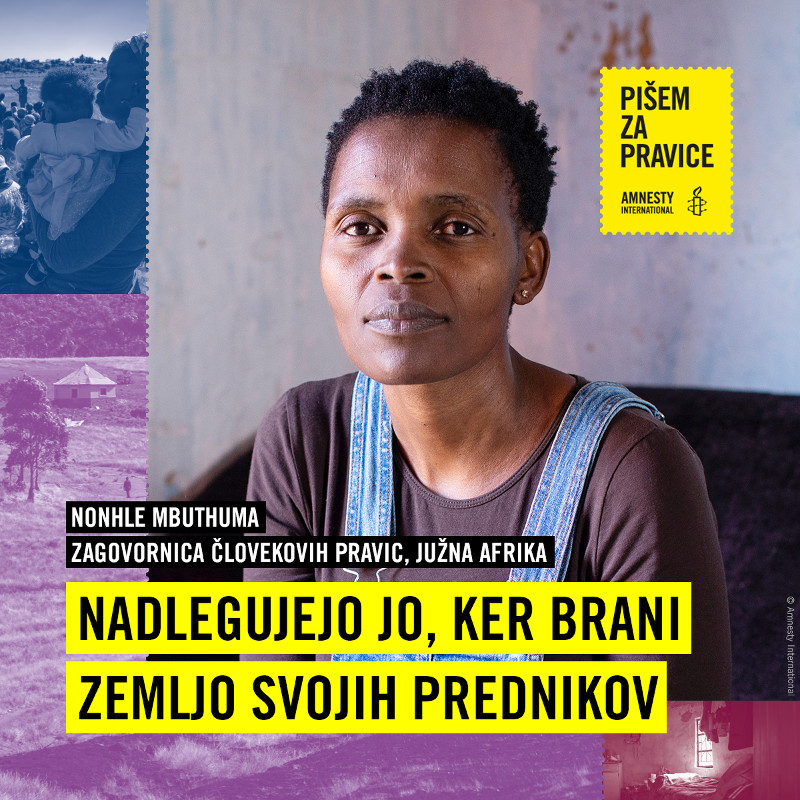 PIŠEM
ZA
PRAVICE
AMNESTY
INTERNATIONAL
NONHLE MBUTHUMA
ZAGOVORNICA ČLOVEKOVIH PRAVIC, JUŽNA AFRIKA
NADLEGUJEJO JO, KER BRANI
ZEMLJO SVOJIH PREDNIKOV
© Amnesty International